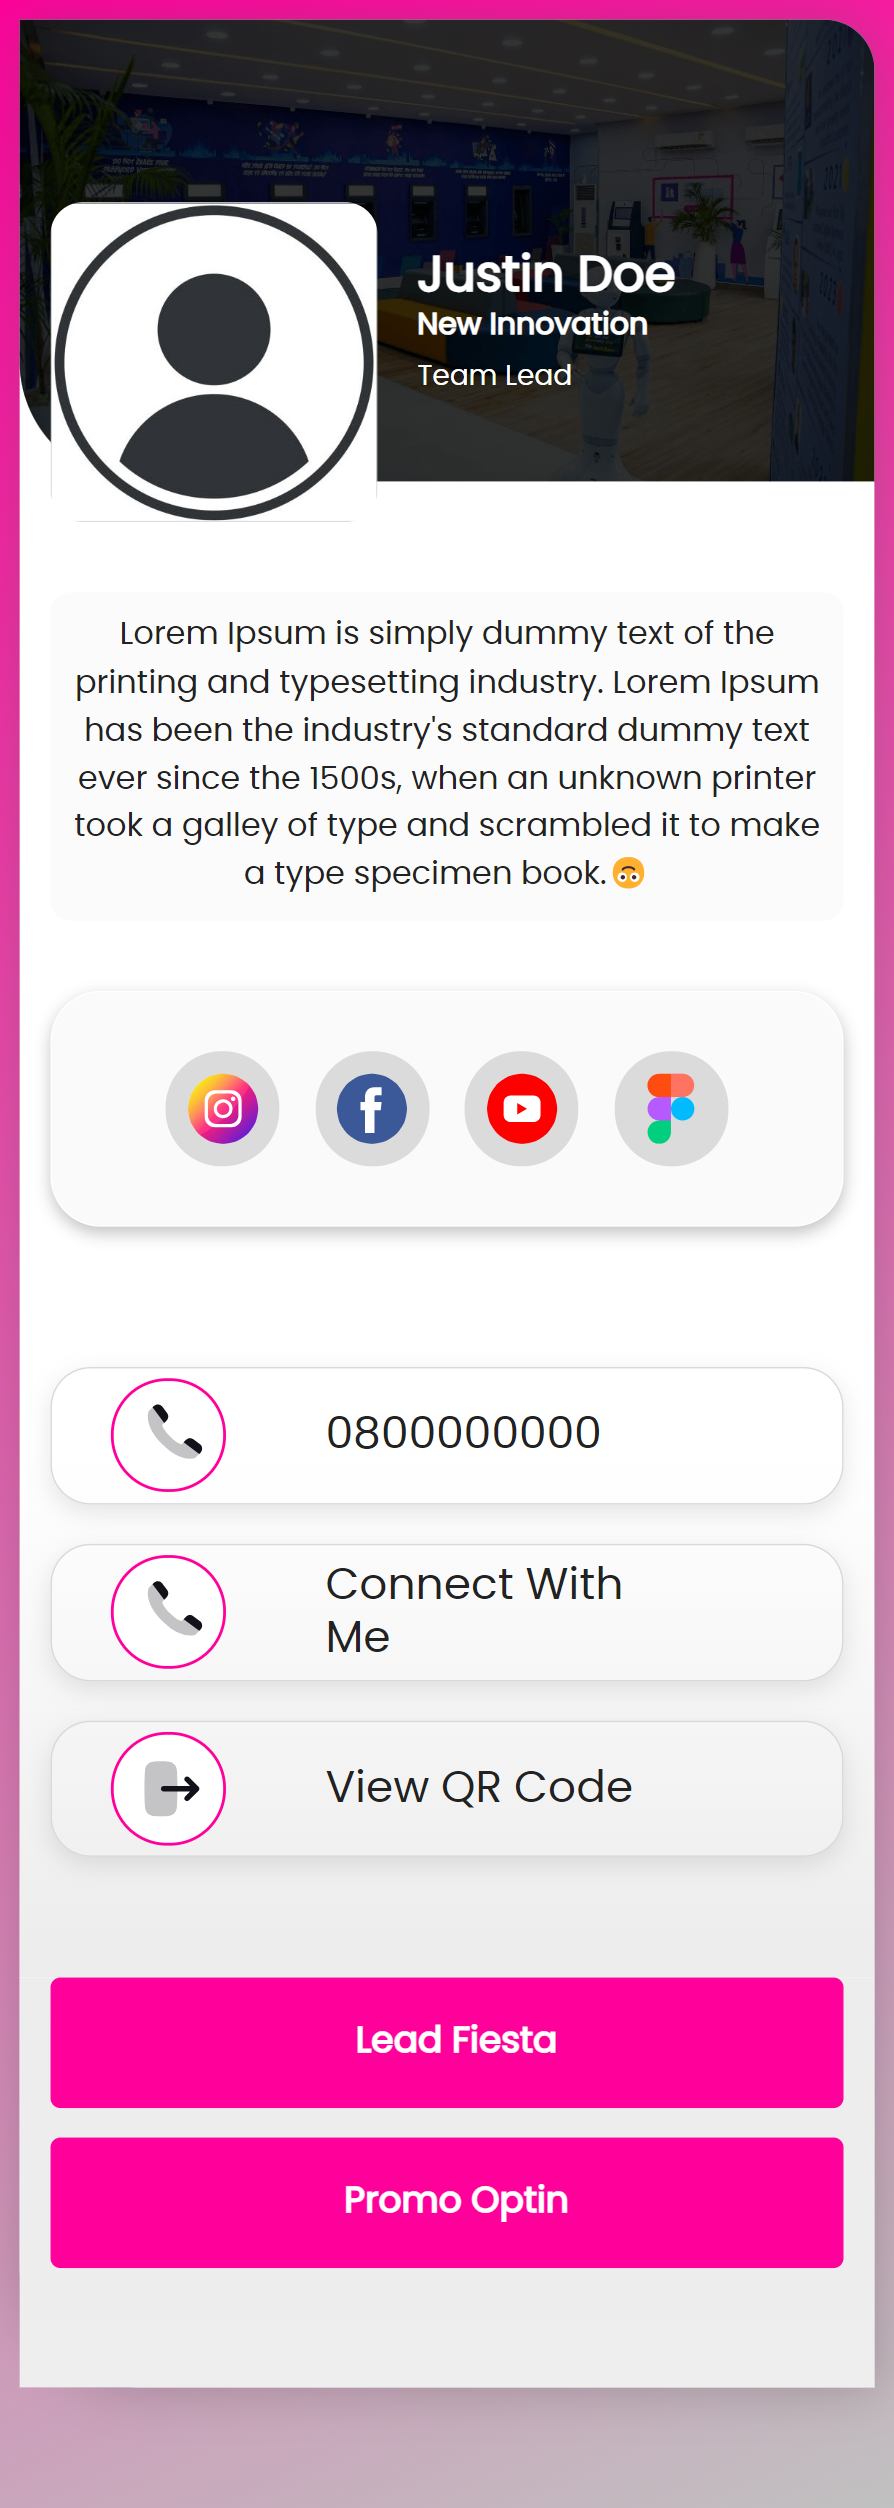 Justin Doe
New Innovation
Team Lead
Lorem Ipsum is simply dummy text of the
printing and typesetting industry. Lorem Ipsum
has been the industry's standard dummy text
ever since the 1500s, when an unknown printer
took a galley of type and scrambled it to make
a type specimen book. 🙃
0800000000
Connect With
Me
View QR Code
Lead Fiesta
Promo Optin